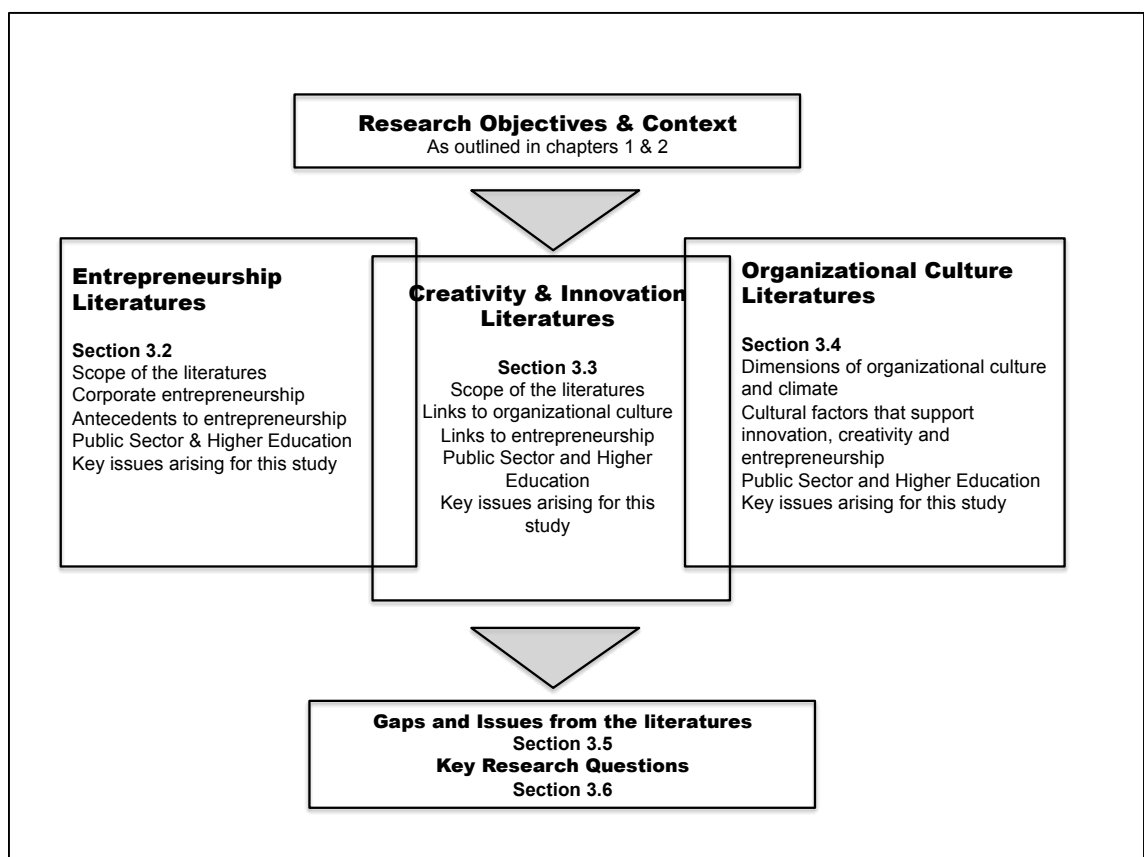 Research Objectives & Context
As outlined in chapters 1 & 2
Entrepreneurship
Literatures
Section 3.2
Scope of the literatures
Corporate entrepreneurship
Antecedents to entrepreneurship
Public Sector & Higher Education
Key issues arising for this study
Creativity & Innovation
Literatures
Section 3.3
Scope of the literatures
Links to organizational culture
Links to entrepreneurship
Public Sector and Higher
Education
Key issues arising for this
study
Organizational Culture
Literatures
Section 3.4
Dimensions of organizational culture
and climate
Cultural factors that support
innovation, creativity and
entrepreneurship
Public Sector and Higher Education
Key issues arising for this study
Gaps and Issues from the literatures
Section 3.5
Key Research Questions
Section 3.6